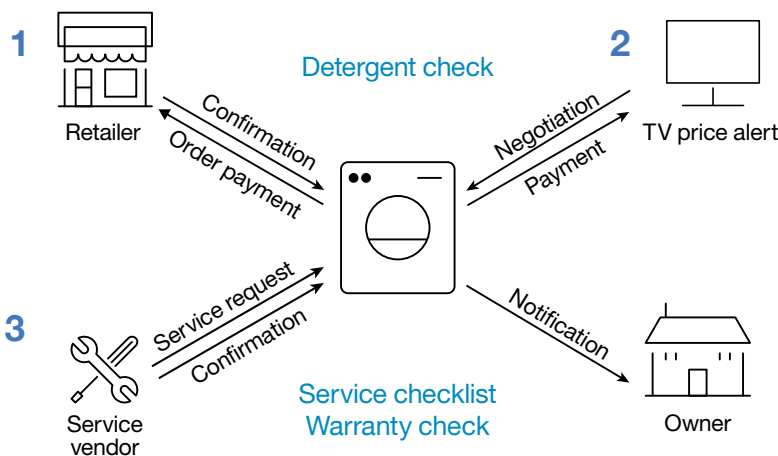 1
Retailer
Detergent check
2
TV price alert
Confirmation
Order payment
Negotiation
Payment
3
Service
vendor
Service request
Confirmation
Notification
Service checklist
Warranty check
Owner